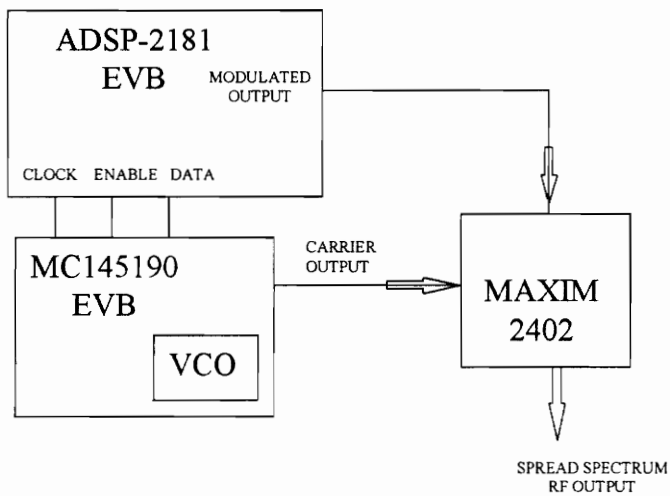 ADSP-2181
EVB
MODULATED
OUTPUT
CLOCK ENABLE DATA
MC145190
EVB
VCO
CARRIER
OUTPUT
MAXIM
2402
SPREAD SPECTRUM
RF OUTPUT